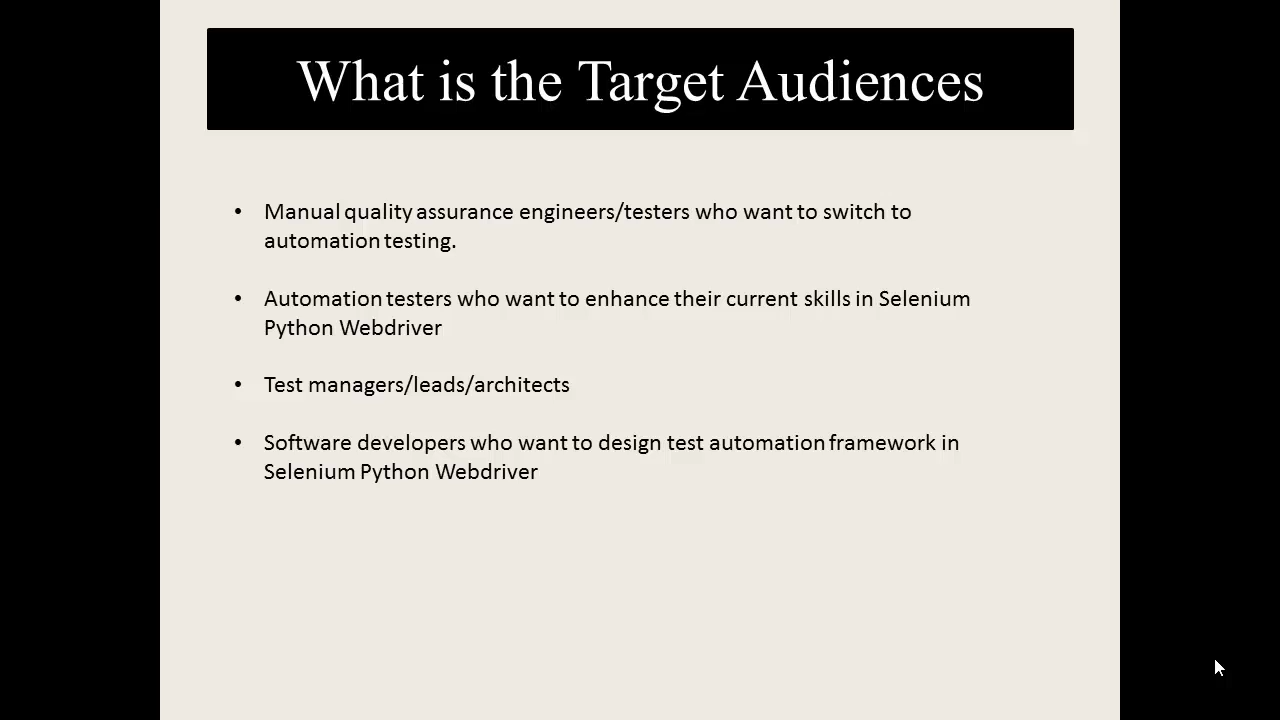 What is the Target Audiences
• Manual quality assurance engineers/testers who want to switch to
automation testing.
• Automation testers who want to enhance their current skills in Selenium
Python Webdriver
• Test managers/leads/architects
• Software developers who want to design test automation framework in
Selenium Python Webdriver